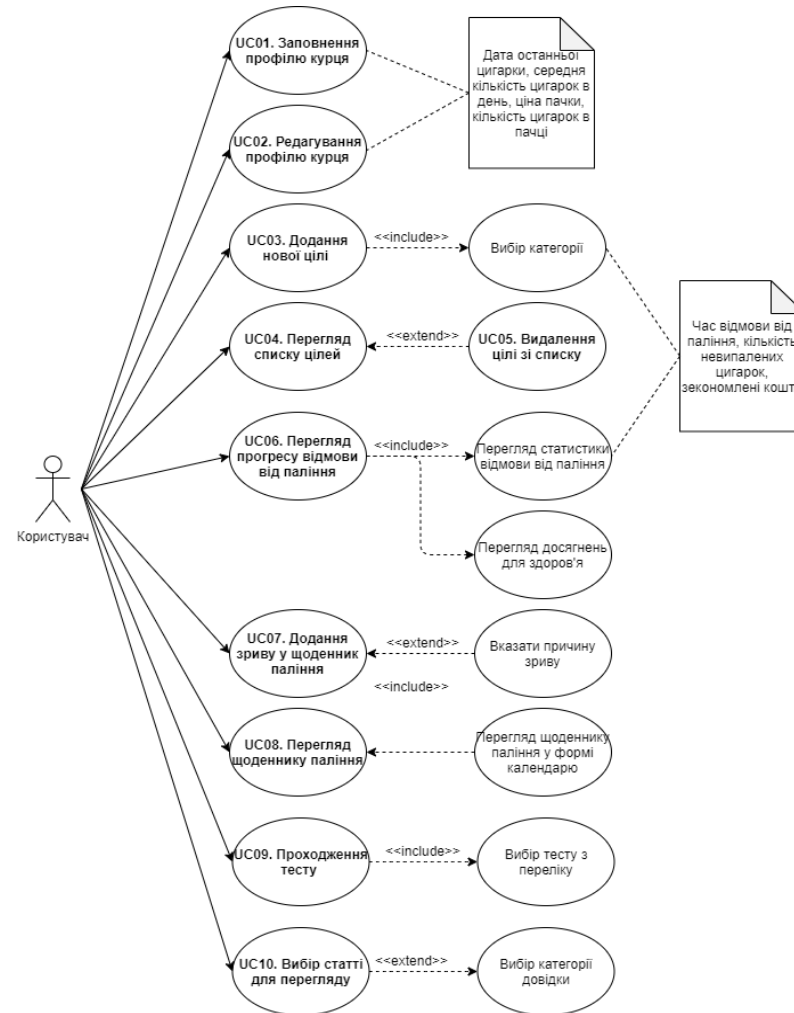 UC01. Заповнення
профілю курця
Дата останньої
цигарки, середня
кількість цигарок в
день, ціна пачки,
кількість цигарок в
пачці
UC02. Редагування
профілю курця
UC03. Додання
нової цілі
<<include>>
Вибір категорії
UC04. Перегляд
списку цілей
<<extend>>
UC05. Видалення
цілі зі списку
Час відмови від
паління, кількість
невипалених
цигарок,
зекономлені кошт
UC06. Перегляд
прогресу відмови
від паління
<<include>>
Перегляд статистики
відмови від паління
Користувач
Перегляд досягнень
для здоров'я
UC07. Додання
зриву у щоденник
паління
<<extend>>
Вказати причину
зриву
<<include>>
UC08. Перегляд
щоденнику паління
Перегляд щоденнику
паління у формі
календарю
UC09. Проходження
тесту
<<include>>
Вибір тесту з
переліку
UC10. Вибір статті
для перегляду
<<extend>>
Вибір категорії
довідки